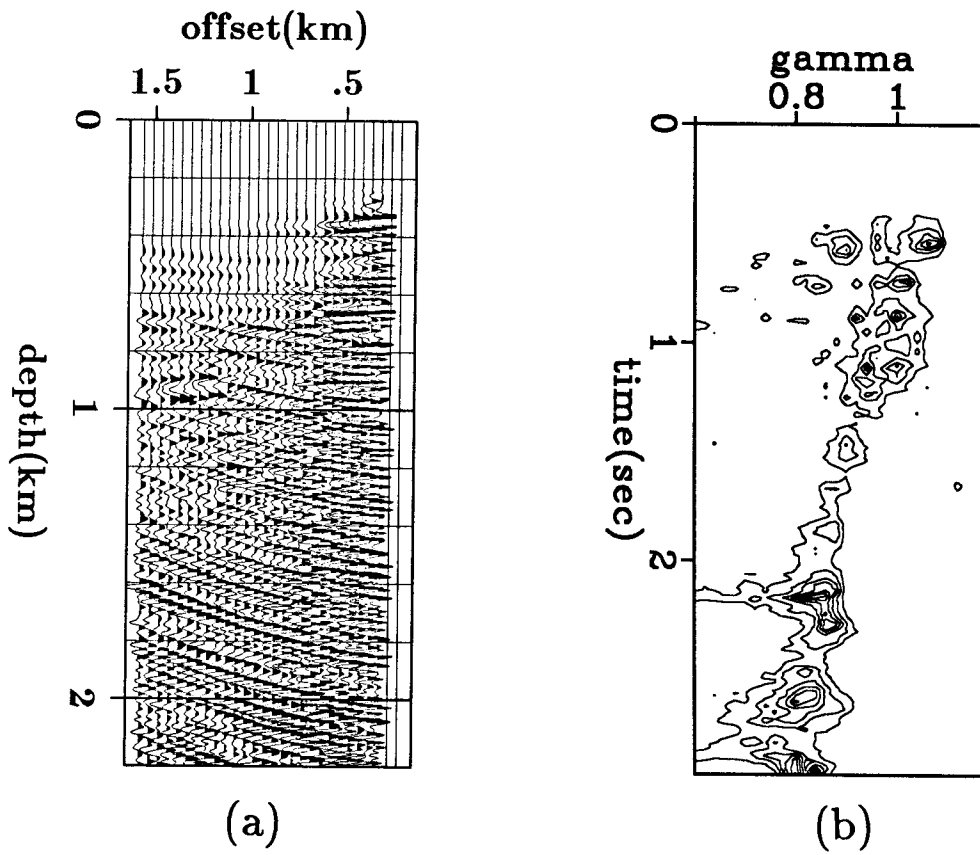 offset(km)
1.5 1 .5
0
1
2
depth(km)
(a)
gamma
0.8 1
0
1
2
time(sec)
(b)